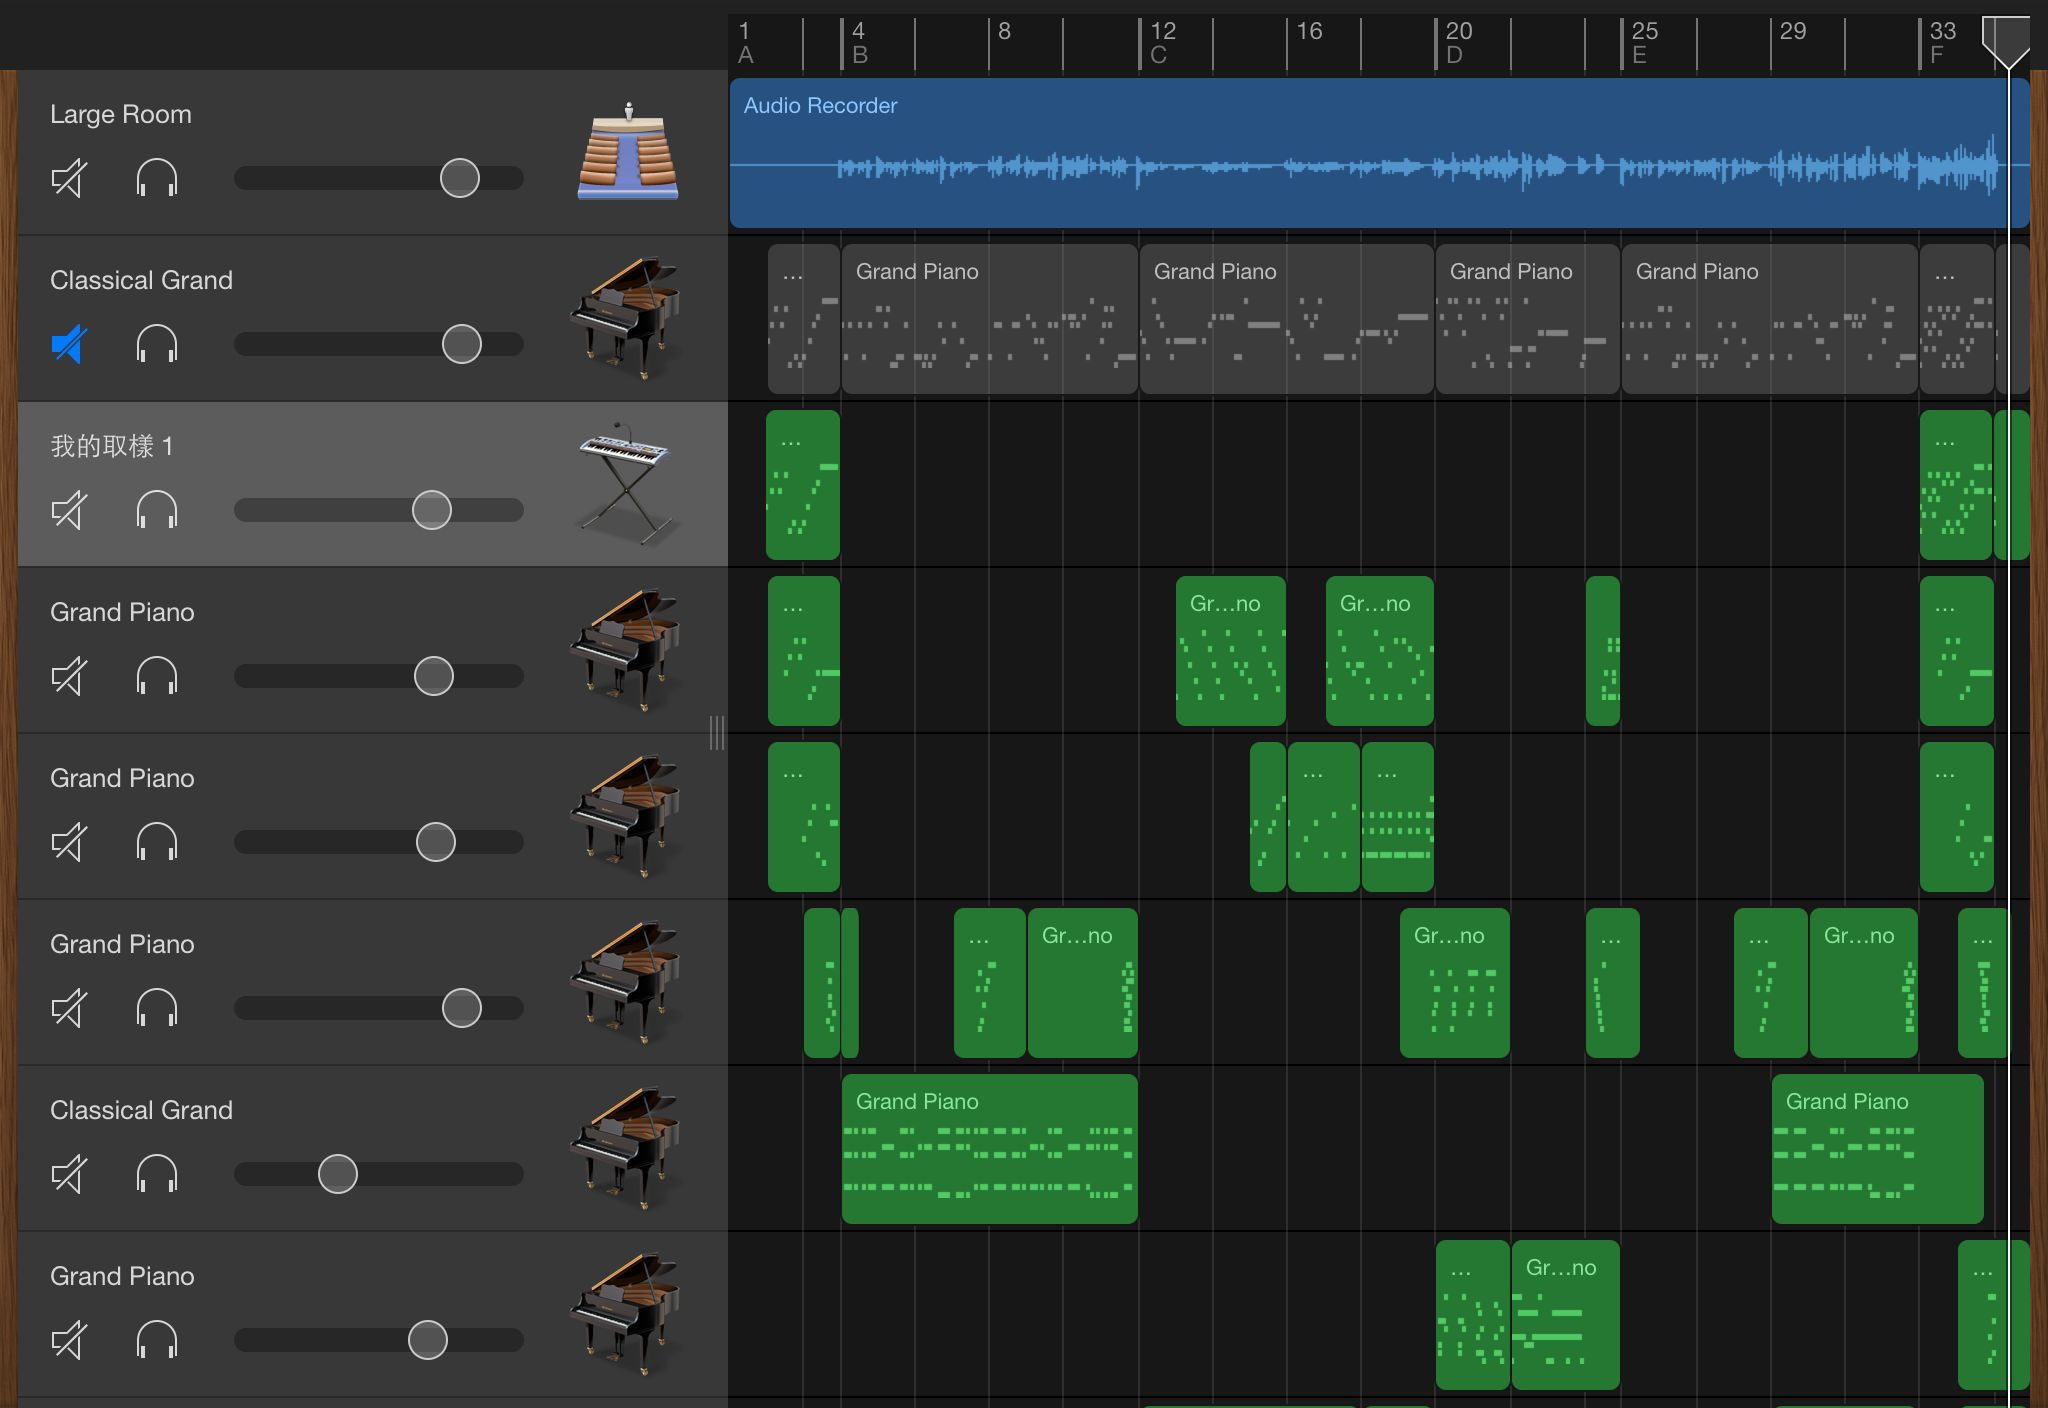 1 4 8 12 16 20 25 29 33
A B C D E F
Large Room
Audio Recorder
Classical Grand
... Grand Piano Grand Piano Grand Piano Grand Piano ...
我的取樣 1
... ...
Grand Piano
... Gr...no Gr...no ...
Grand Piano
... ... ... ...
Grand Piano
... Gr...no Gr...no ... ... Gr...no ...
Classical Grand
Grand Piano Grand Piano
Grand Piano
... Gr...no ...